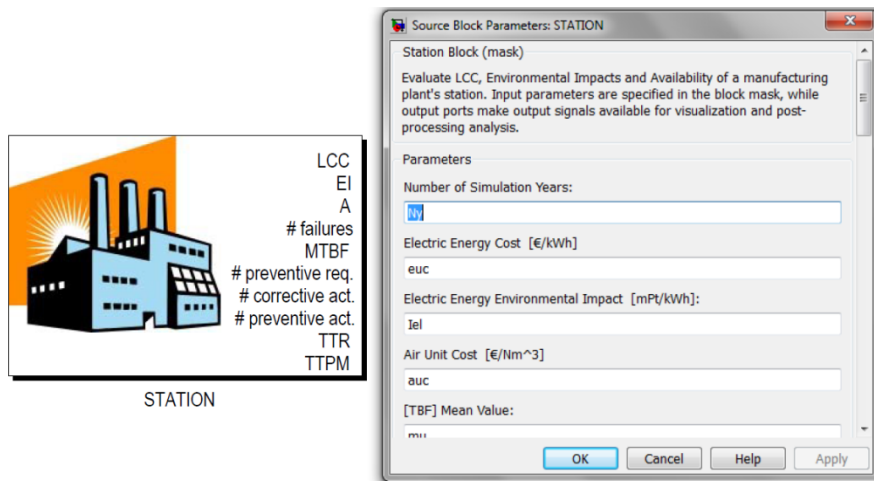 LCC
EI
A
# failures
MTBF
# preventive req.
# corrective act.
# preventive act.
TTR
TTPM
STATION
Source Block Parameters: STATION
Station Block (mask)
Evaluate LCC, Environmental Impacts and Availability of a manufacturing
plant's station. Input parameters are specified in the block mask, while
output ports make output signals available for visualization and post-
processing analysis.
Parameters
Number of Simulation Years:
Ny
Electric Energy Cost [€/kWh]
euc
Electric Energy Environmental Impact [mPt/kWh]:
Iel
Air Unit Cost [€/Nm^3]
auc
[TBF] Mean Value:
mu
OK Cancel Help Apply